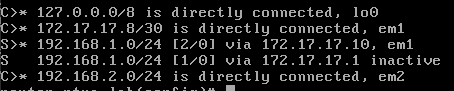 C>* 127.0.0.0/8 is directly connected, lo0
C>* 172.17.17.8/30 is directly connected, em1
S>* 192.168.1.0/24 [2/0] via 172.17.17.10, em1
S   192.168.1.0/24 [1/0] via 172.17.17.1 inactive
C>* 192.168.2.0/24 is directly connected, em2